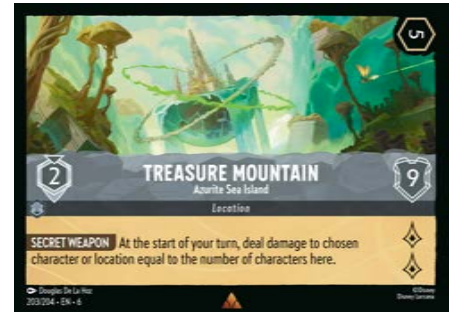 5
TREASURE MOUNTAIN
2
9
Azurite Sea Island
Location
SECRET WEAPON At the start of your turn, deal damage to chosen
character or location equal to the number of characters here.
Douglas De La Hoz
©Disney
203/204 • EN • 6
Disney Lorcana